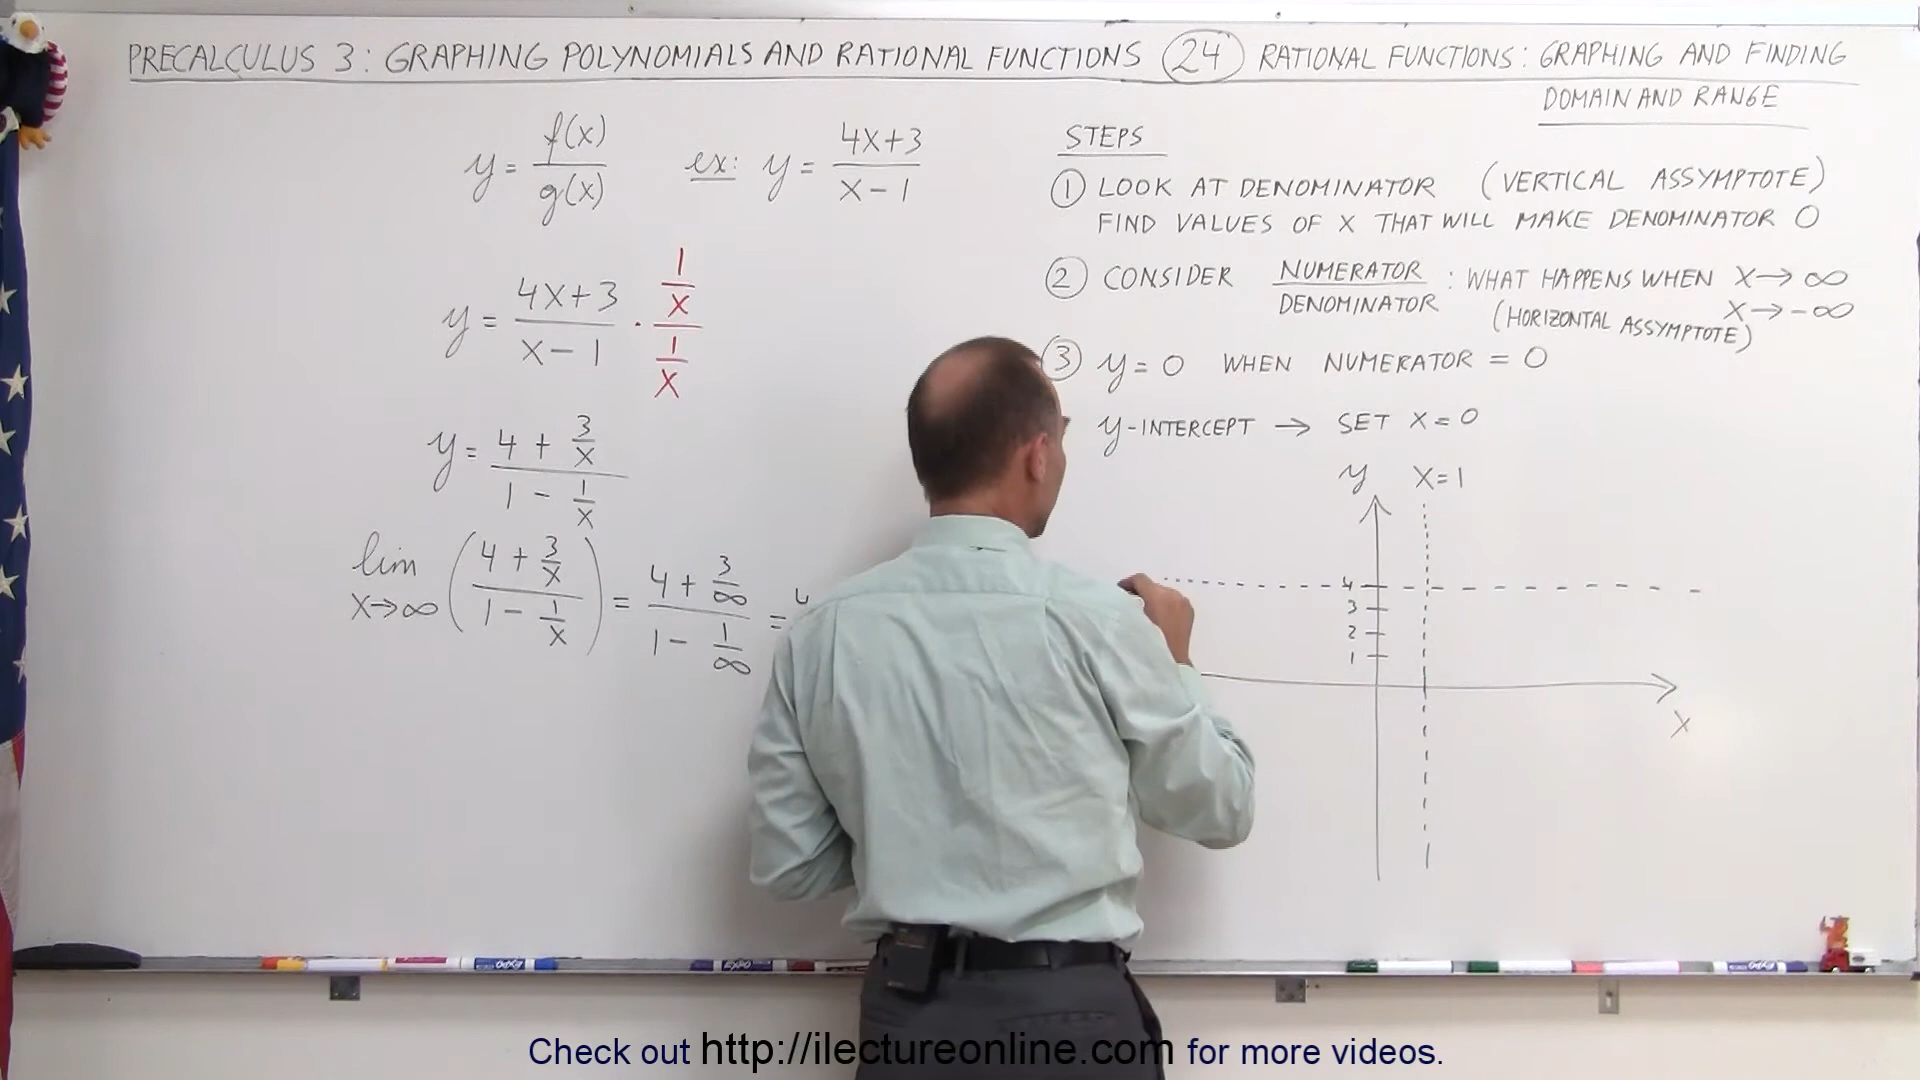 PRECALCULUS 3: GRAPHING POLYNOMIALS AND RATIONAL FUNCTIONS 24 RATIONAL FUNCTIONS: GRAPHING AND FINDING
DOMAIN AND RANGE
y = f(x)/g(x) ex: y = (4X+3)/(X-1)
y = (4X+3)/(X-1) · (1/X)/(1/X)
y = (4 + 3/X)/(1 - 1/X)
lim X→∞ ((4 + 3/X)/(1 - 1/X)) = (4 + 3/∞)/(1 - 1/∞) =
STEPS
① LOOK AT DENOMINATOR (VERTICAL ASSYMPTOTE)
FIND VALUES OF X THAT WILL MAKE DENOMINATOR 0
② CONSIDER NUMERATOR/DENOMINATOR : WHAT HAPPENS WHEN X→∞
X→-∞
(HORIZONTAL ASSYMPTOTE)
③ y = 0 WHEN NUMERATOR = 0
y-INTERCEPT → SET X = 0
y X=1
4
3
2
1
X
EXPO
Check out http://ilectureonline.com for more videos.